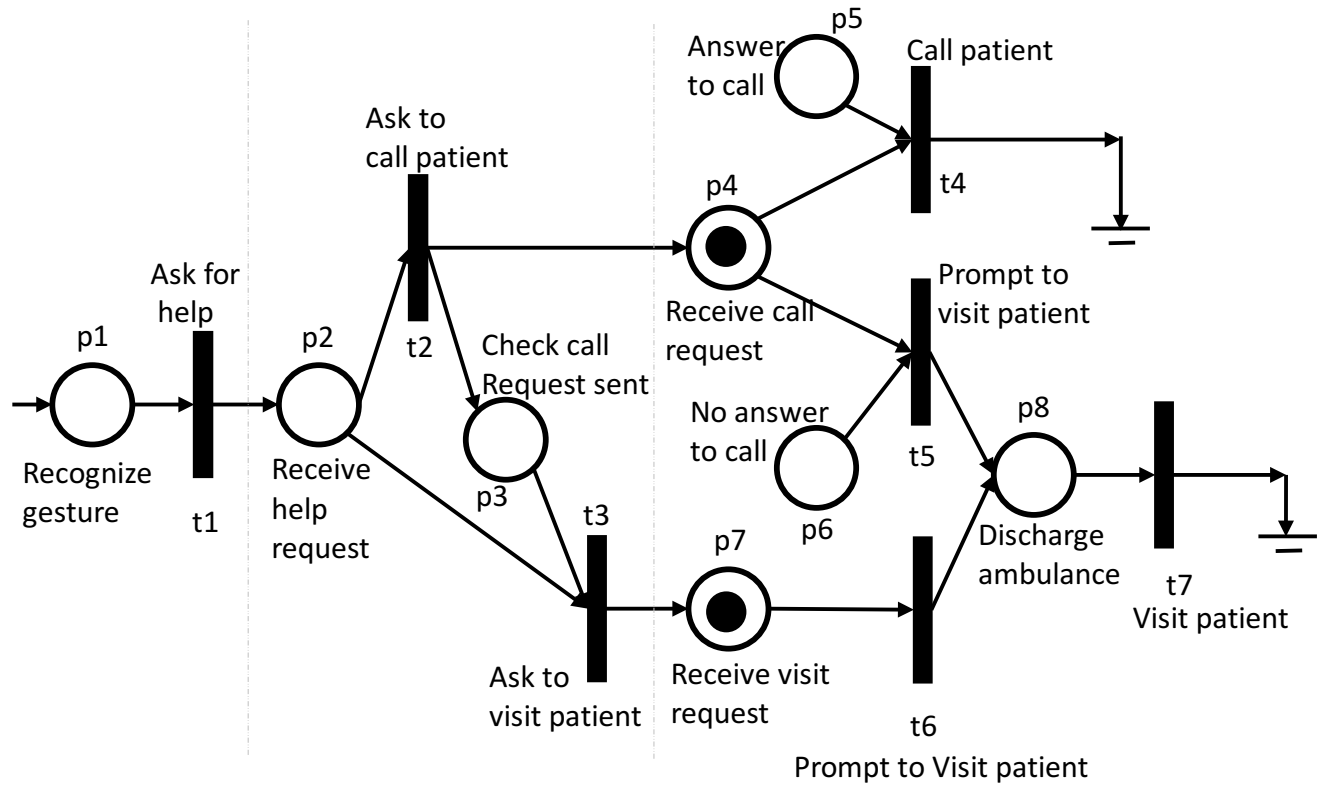 p5
Answer
to call
Call patient
t4
Ask to
call patient
t2
p4
Receive call
request
Prompt to
visit patient
t5
Ask for
help
p1
Recognize
gesture
t1
p2
Receive
help
request
Check call
Request sent
p3
No answer
to call
p6
t3
Ask to
visit patient
p7
Receive visit
request
t6
Prompt to Visit patient
p8
Discharge
ambulance
t7
Visit patient